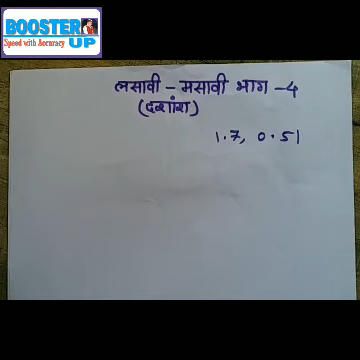 BOOSTER
UP
Speed with Accuracy
लसावी - मसावी भाग - 4
(दशांश)
1.7, 0.51